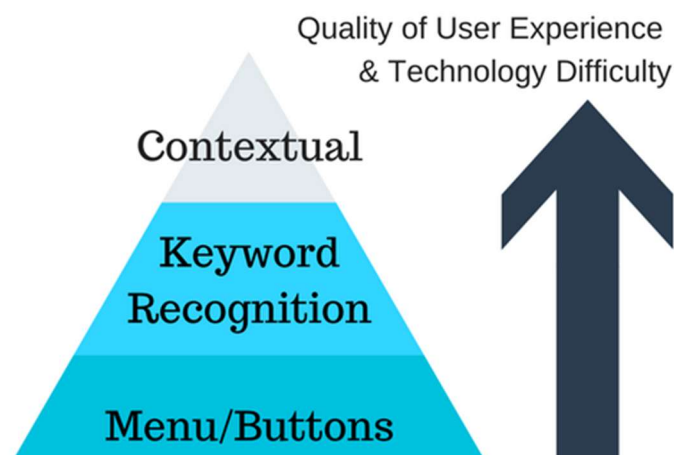 Quality of User Experience
& Technology Difficulty
Contextual
Keyword
Recognition
Menu/Buttons